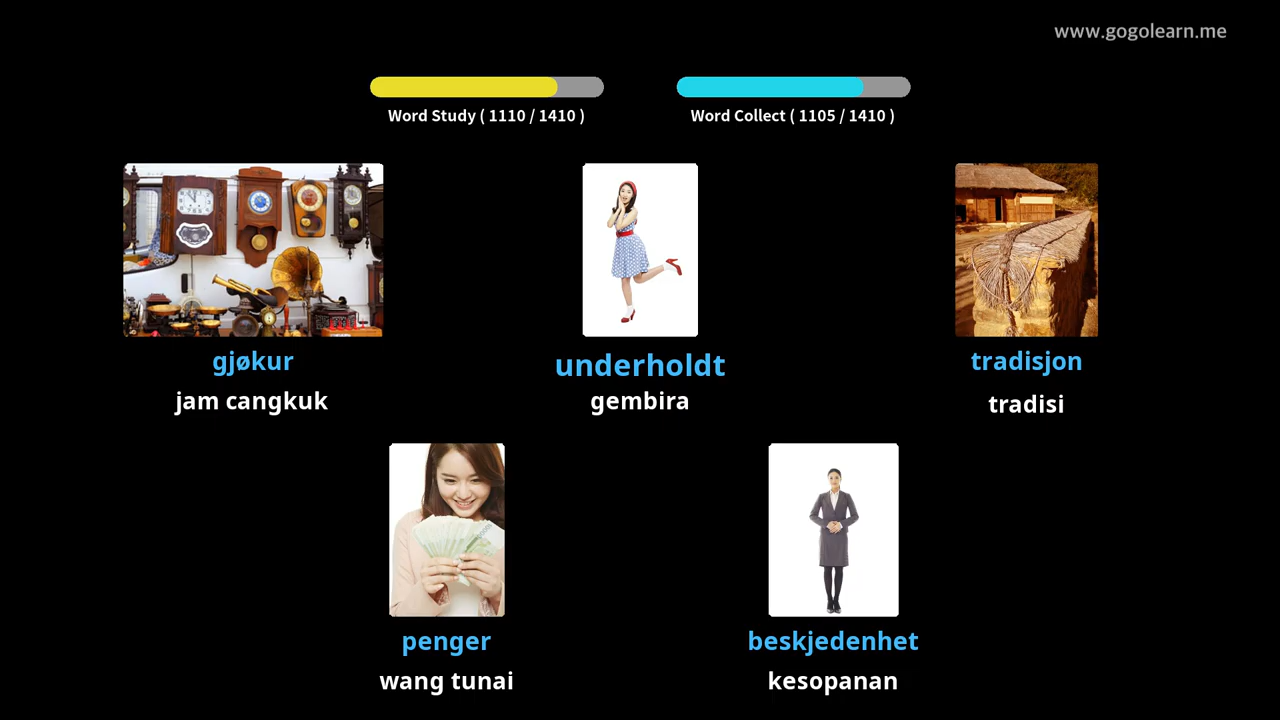 www.gogolearn.me
Word Study ( 1110 / 1410 )
Word Collect ( 1105 / 1410 )
gjøkur
jam cangkuk
underholdt
gembira
tradisjon
tradisi
penger
wang tunai
beskjedenhet
kesopanan